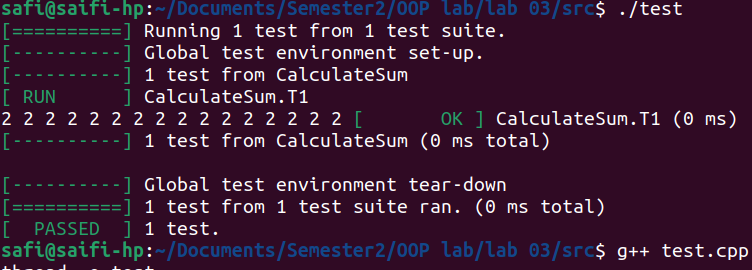 safi@saifi-hp:~/Documents/Semester2/OOP lab/lab 03/src$ ./test
[==========] Running 1 test from 1 test suite.
[----------] Global test environment set-up.
[----------] 1 test from CalculateSum
[ RUN      ] CalculateSum.T1
2 2 2 2 2 2 2 2 2 2 2 2 2 2 2 2 [       OK ] CalculateSum.T1 (0 ms)
[----------] 1 test from CalculateSum (0 ms total)
[----------] Global test environment tear-down
[==========] 1 test from 1 test suite ran. (0 ms total)
[  PASSED  ] 1 test.
safi@saifi-hp:~/Documents/Semester2/OOP lab/lab 03/src$ g++ test.cpp
thread -o test